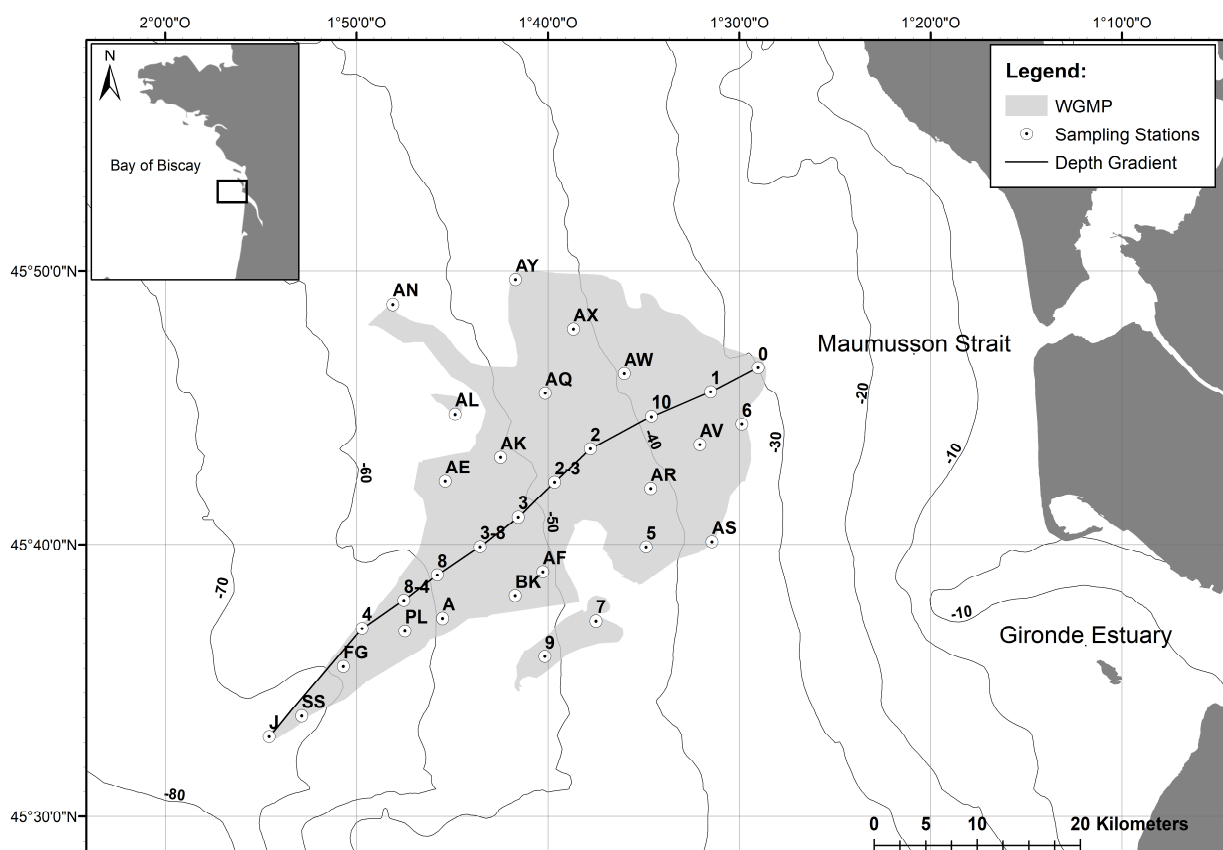 2°0'0"O 1°50'0"O 1°40'0"O 1°30'0"O 1°20'0"O 1°10'0"O
N
Bay of Biscay
Legend:
WGMP
Sampling Stations
Depth Gradient
45°50'0"N
45°40'0"N
45°30'0"N
AY
AN
AX
Maumusson Strait
0
AW
1
AQ
-20
AL
10
6
2
AV
-40
-30
AK
-10
AE
2-3
-60
AR
3
-50
3-8
5
AS
AF
8
8-4
BK
-70
A
7
-10
4
PL
Gironde Estuary
9
FG
SS
J
-80
0 5 10 20 Kilometers